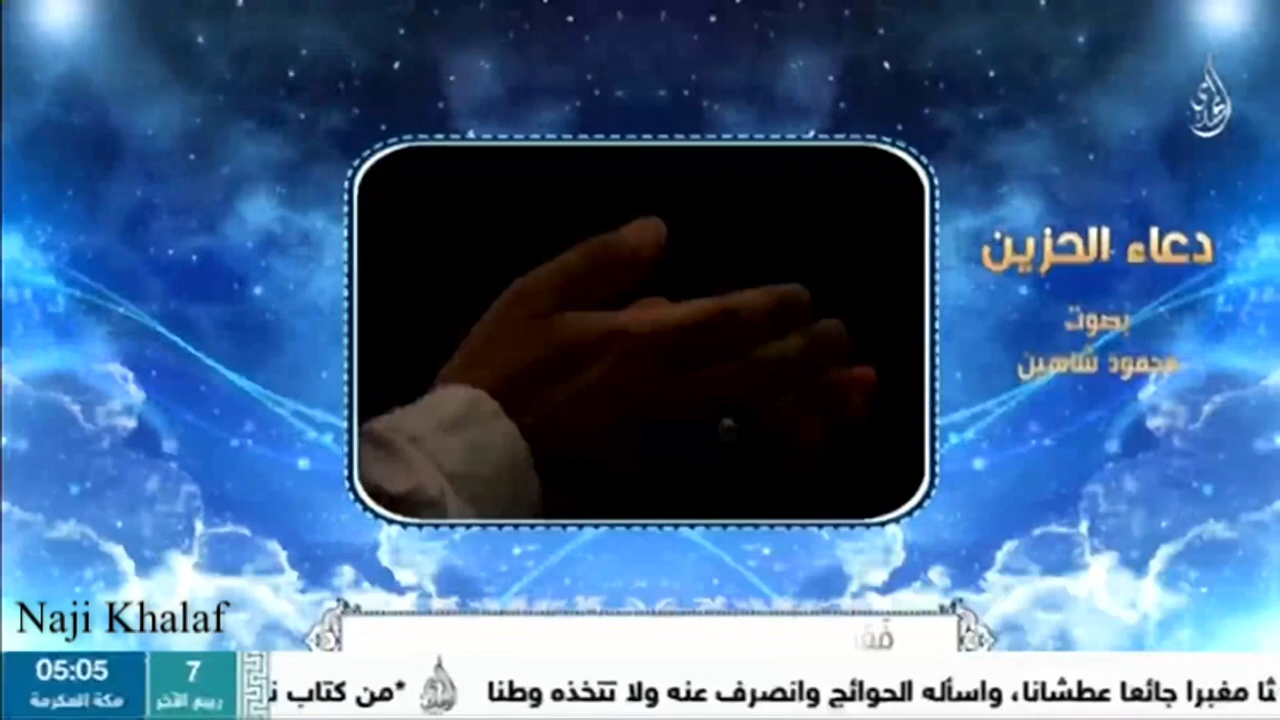 دعاء الحزين
بصوت
محمود شاهين
Naji Khalaf
05:05
مكة المكرمة
7
ربيع الآخر
ثا مغبرا جائعا عطشانا، واسأله الحوائج وانصرف عنه ولا تتخذه وطنا
*من كتاب